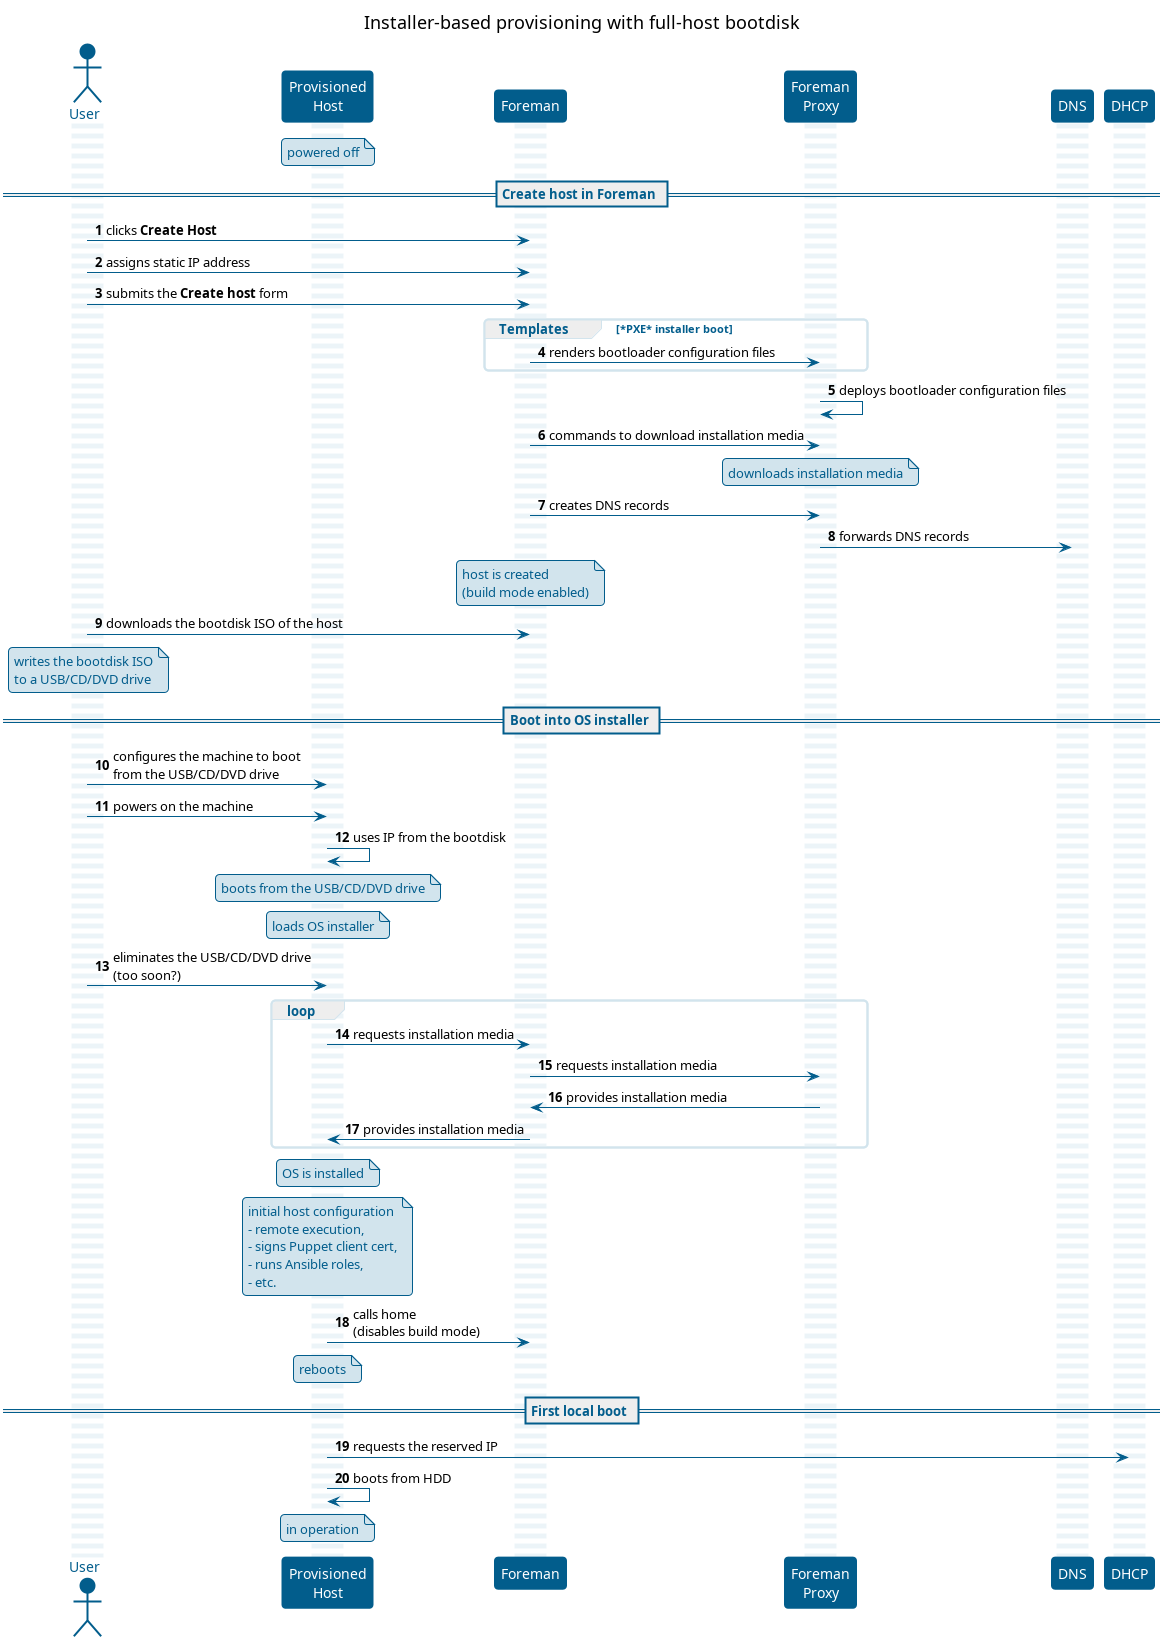 Installer-based provisioning with full-host bootdisk
User
Provisioned
Host
Foreman
Foreman
Proxy
DNS
DHCP
powered off
Create host in Foreman
1 clicks Create Host
2 assigns static IP address
3 submits the Create host form
Templates [*PXE* installer boot]
4 renders bootloader configuration files
5 deploys bootloader configuration files
6 commands to download installation media
downloads installation media
7 creates DNS records
8 forwards DNS records
host is created
(build mode enabled)
9 downloads the bootdisk ISO of the host
writes the bootdisk ISO
to a USB/CD/DVD drive
Boot into OS installer
10 configures the machine to boot
from the USB/CD/DVD drive
11 powers on the machine
12 uses IP from the bootdisk
boots from the USB/CD/DVD drive
loads OS installer
13 eliminates the USB/CD/DVD drive
(too soon?)
loop
14 requests installation media
15 requests installation media
16 provides installation media
17 provides installation media
OS is installed
initial host configuration
- remote execution,
- signs Puppet client cert,
- runs Ansible roles,
- etc.
18 calls home
(disables build mode)
reboots
First local boot
19 requests the reserved IP
20 boots from HDD
in operation
User
Provisioned
Host
Foreman
Foreman
Proxy
DNS
DHCP